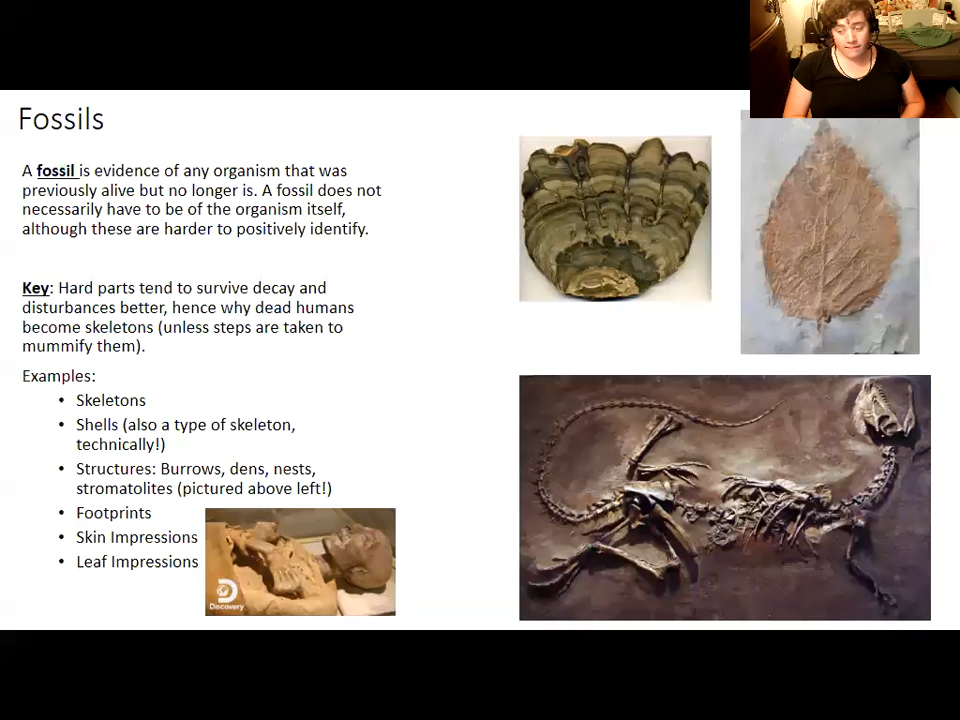 Fossils
A fossil is evidence of any organism that was
previously alive but no longer is. A fossil does not
necessarily have to be of the organism itself,
although these are harder to positively identify.
Key: Hard parts tend to survive decay and
disturbances better, hence why dead humans
become skeletons (unless steps are taken to
mummify them).
Examples:
• Skeletons
• Shells (also a type of skeleton,
technically!)
• Structures: Burrows, dens, nests,
stromatolites (pictured above left!)
• Footprints
• Skin Impressions
• Leaf Impressions
Discovery